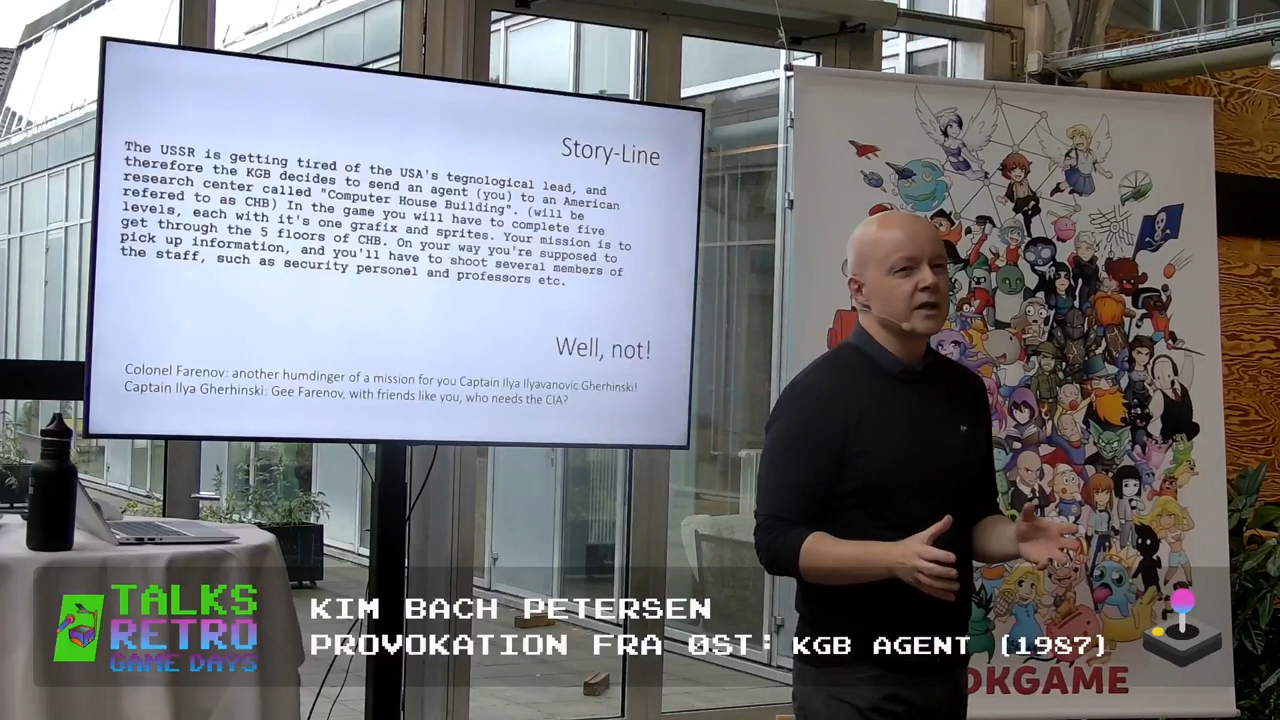 Story-Line
The USSR is getting tired of the USA's tegnological lead, and
therefore the KGB decides to send an agent (you) to an American
research center called "Computer House Building". (will be
refered to as CHB) In the game you will have to complete five
levels, each with it's one grafix and sprites. Your mission is to
get through the 5 floors of CHB. On your way you're supposed to
pick up information, and you'll have to shoot several members of
the staff, such as security personel and professors etc.
Well, not!
Colonel Farenov: another humdinger of a mission for you Captain Ilya Ilyavanovic Gherhinski!
Captain Ilya Gherhinski: Gee Farenov, with friends like you, who needs the CIA?
TALKS
RETRO
GAME DAYS
KIM BACH PETERSEN
PROVOKATION FRA ØST: KGB AGENT (1987)
OKGAME